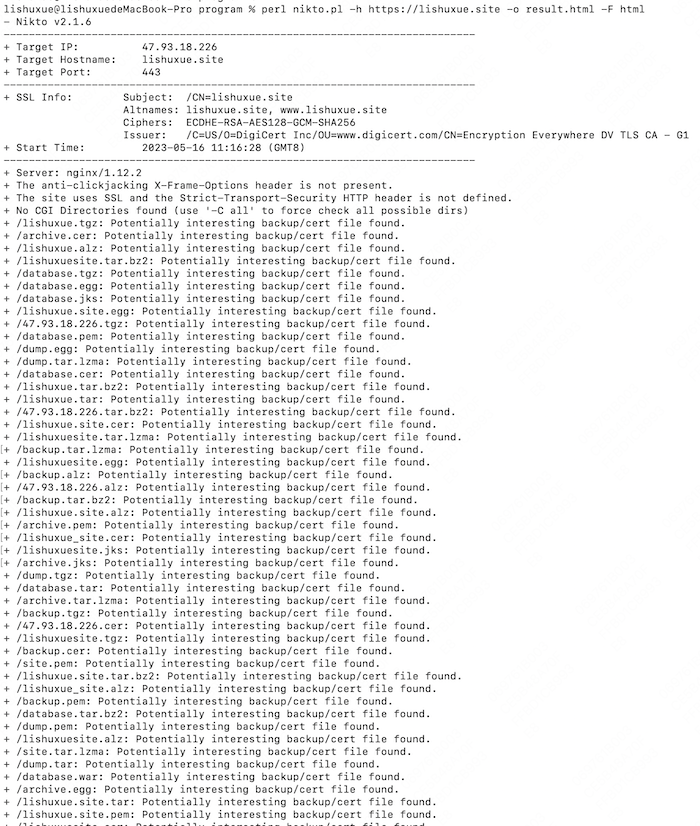 lishuxue@lishuxuedeMacBook-Pro program % perl nikto.pl -h https://lishuxue.site -o result.html -F html
- Nikto v2.1.6
---------------------------------------------------------------------------
+ Target IP:          47.93.18.226
+ Target Hostname:    lishuxue.site
+ Target Port:        443
---------------------------------------------------------------------------
+ SSL Info:        Subject:  /CN=lishuxue.site
                   Altnames: lishuxue.site, www.lishuxue.site
                   Ciphers:  ECDHE-RSA-AES128-GCM-SHA256
                   Issuer:   /C=US/O=DigiCert Inc/OU=www.digicert.com/CN=Encryption Everywhere DV TLS CA - G1
+ Start Time:         2023-05-16 11:16:28 (GMT8)
---------------------------------------------------------------------------
+ Server: nginx/1.12.2
+ The anti-clickjacking X-Frame-Options header is not present.
+ The site uses SSL and the Strict-Transport-Security HTTP header is not defined.
+ No CGI Directories found (use '-C all' to force check all possible dirs)
+ /lishuxue.tgz: Potentially interesting backup/cert file found.
+ /archive.cer: Potentially interesting backup/cert file found.
+ /lishuxue.alz: Potentially interesting backup/cert file found.
+ /lishuxuesite.tar.bz2: Potentially interesting backup/cert file found.
+ /database.tgz: Potentially interesting backup/cert file found.
+ /database.egg: Potentially interesting backup/cert file found.
+ /database.jks: Potentially interesting backup/cert file found.
+ /lishuxue.site.egg: Potentially interesting backup/cert file found.
+ /47.93.18.226.tgz: Potentially interesting backup/cert file found.
+ /database.pem: Potentially interesting backup/cert file found.
+ /dump.egg: Potentially interesting backup/cert file found.
+ /dump.tar.lzma: Potentially interesting backup/cert file found.
+ /database.cer: Potentially interesting backup/cert file found.
+ /lishuxue.tar.bz2: Potentially interesting backup/cert file found.
+ /lishuxue.tar: Potentially interesting backup/cert file found.
+ /47.93.18.226.tar.bz2: Potentially interesting backup/cert file found.
+ /lishuxue.site.cer: Potentially interesting backup/cert file found.
+ /lishuxuesite.tar.lzma: Potentially interesting backup/cert file found.
[+ /backup.tar.lzma: Potentially interesting backup/cert file found.
+ /lishuxuesite.egg: Potentially interesting backup/cert file found.
[+ /backup.alz: Potentially interesting backup/cert file found.
[+ /47.93.18.226.alz: Potentially interesting backup/cert file found.
[+ /backup.tar.bz2: Potentially interesting backup/cert file found.
[+ /lishuxue.site.alz: Potentially interesting backup/cert file found.
[+ /archive.pem: Potentially interesting backup/cert file found.
[+ /lishuxue_site.cer: Potentially interesting backup/cert file found.
[+ /lishuxuesite.jks: Potentially interesting backup/cert file found.
[+ /archive.jks: Potentially interesting backup/cert file found.
+ /dump.tgz: Potentially interesting backup/cert file found.
+ /database.tar: Potentially interesting backup/cert file found.
+ /archive.tar.lzma: Potentially interesting backup/cert file found.
+ /backup.tgz: Potentially interesting backup/cert file found.
+ /47.93.18.226.cer: Potentially interesting backup/cert file found.
+ /lishuxuesite.tgz: Potentially interesting backup/cert file found.
+ /backup.cer: Potentially interesting backup/cert file found.
+ /site.pem: Potentially interesting backup/cert file found.
+ /lishuxue.site.tar.bz2: Potentially interesting backup/cert file found.
+ /lishuxue_site.alz: Potentially interesting backup/cert file found.
+ /backup.pem: Potentially interesting backup/cert file found.
+ /database.tar.bz2: Potentially interesting backup/cert file found.
+ /dump.pem: Potentially interesting backup/cert file found.
+ /lishuxuesite.alz: Potentially interesting backup/cert file found.
+ /site.tar.lzma: Potentially interesting backup/cert file found.
+ /dump.tar: Potentially interesting backup/cert file found.
+ /database.war: Potentially interesting backup/cert file found.
+ /archive.egg: Potentially interesting backup/cert file found.
+ /lishuxue.site.tar: Potentially interesting backup/cert file found.
+ /lishuxue.site.pem: Potentially interesting backup/cert file found.